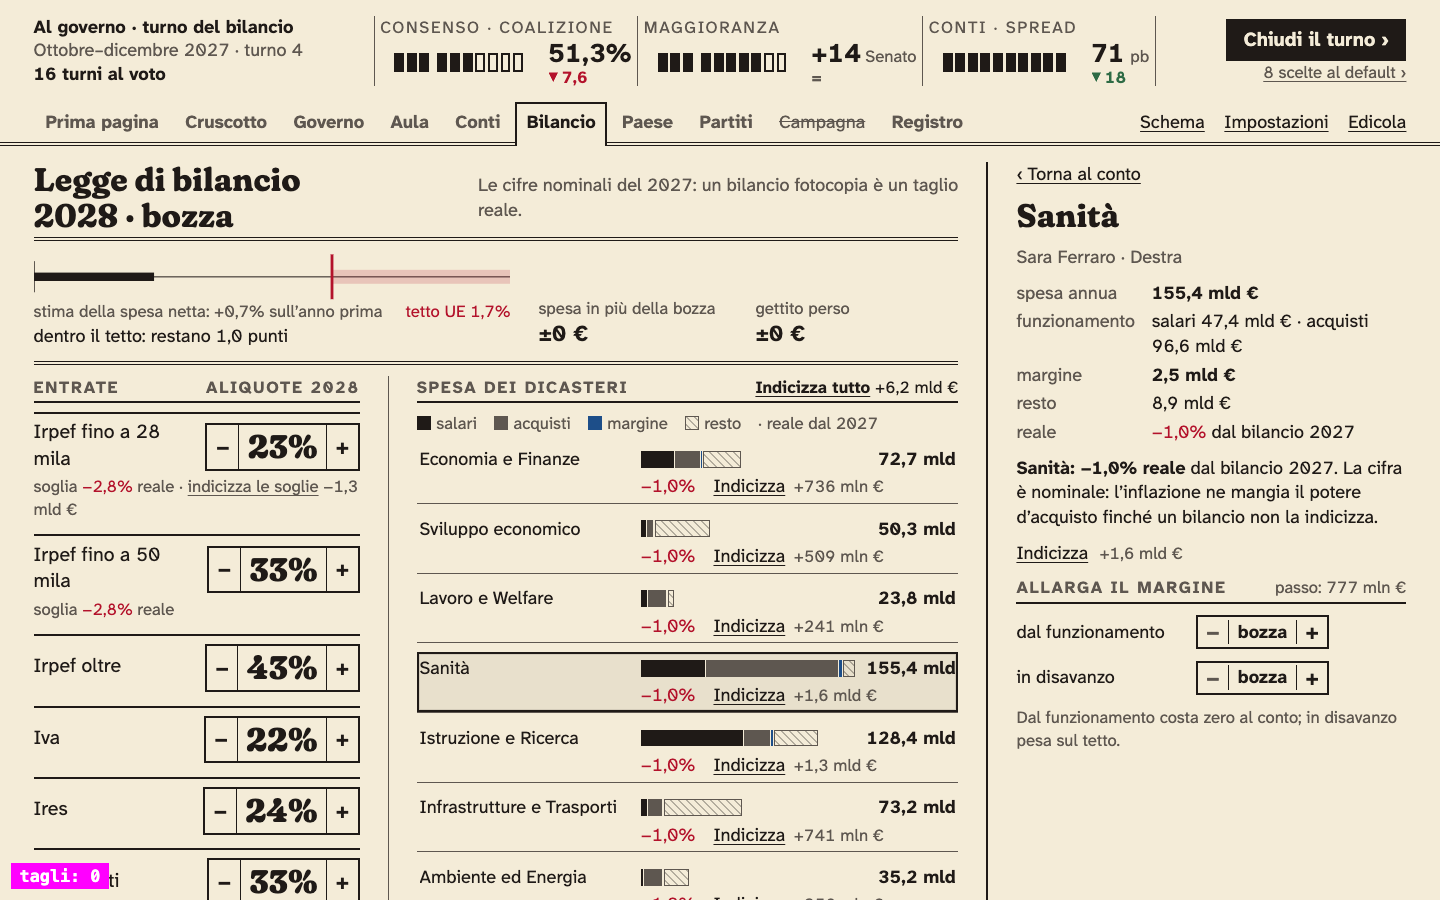 Al governo · turno del bilancio
Ottobre–dicembre 2027 · turno 4
16 turni al voto
CONSENSO · COALIZIONE
51,3%
▼7,6
MAGGIORANZA
+14 Senato
=
CONTI · SPREAD
71 pb
▼18
Chiudi il turno ›
8 scelte al default ›
Prima pagina
Cruscotto
Governo
Aula
Conti
Bilancio
Paese
Partiti
Campagna
Registro
Schema
Impostazioni
Edicola
Legge di bilancio
2028 · bozza
Le cifre nominali del 2027: un bilancio fotocopia è un taglio
reale.
stima della spesa netta: +0,7% sull’anno prima
tetto UE 1,7%
dentro il tetto: restano 1,0 punti
spesa in più della bozza
±0 €
gettito perso
±0 €
ENTRATE
ALIQUOTE 2028
Irpef fino a 28
mila
− 23% +
soglia −2,8% reale · indicizza le soglie −1,3
mld €
Irpef fino a 50
mila
− 33% +
soglia −2,8% reale
Irpef oltre
− 43% +
Iva
− 22% +
Ires
− 24% +
ti
− 33% +
tagli: 0
SPESA DEI DICASTERI
Indicizza tutto +6,2 mld €
salari
acquisti
margine
resto
· reale dal 2027
Economia e Finanze
72,7 mld
−1,0% Indicizza +736 mln €
Sviluppo economico
50,3 mld
−1,0% Indicizza +509 mln €
Lavoro e Welfare
23,8 mld
−1,0% Indicizza +241 mln €
Sanità
155,4 mld
−1,0% Indicizza +1,6 mld €
Istruzione e Ricerca
128,4 mld
−1,0% Indicizza +1,3 mld €
Infrastrutture e Trasporti
73,2 mld
−1,0% Indicizza +741 mln €
Ambiente ed Energia
35,2 mld
‹ Torna al conto
Sanità
Sara Ferraro · Destra
spesa annua 155,4 mld €
funzionamento salari 47,4 mld € · acquisti
96,6 mld €
margine 2,5 mld €
resto 8,9 mld €
reale −1,0% dal bilancio 2027
Sanità: −1,0% reale dal bilancio 2027. La cifra
è nominale: l’inflazione ne mangia il potere
d’acquisto finché un bilancio non la indicizza.
Indicizza +1,6 mld €
ALLARGA IL MARGINE
passo: 777 mln €
dal funzionamento
− bozza +
in disavanzo
− bozza +
Dal funzionamento costa zero al conto; in disavanzo
pesa sul tetto.